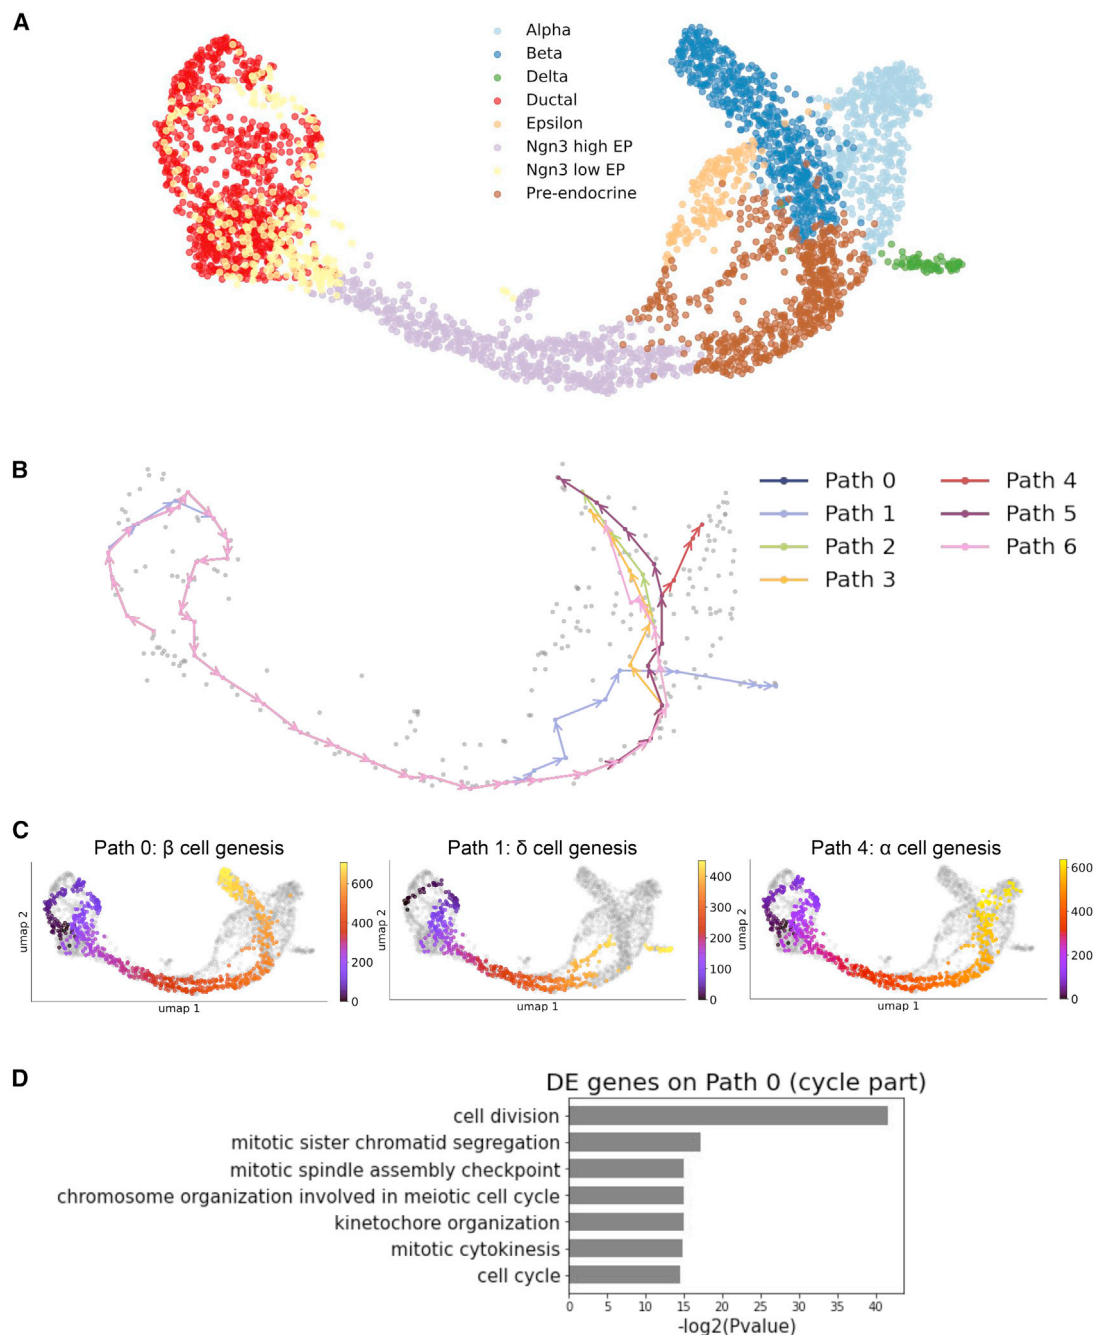 A
Alpha
Beta
Delta
Ductal
Epsilon
Ngn3 high EP
Ngn3 low EP
Pre-endocrine
B
Path 0
Path 1
Path 2
Path 3
Path 4
Path 5
Path 6
C
Path 0: β cell genesis
umap 2
umap 1
600
400
200
0
Path 1: δ cell genesis
umap 1
400
300
200
100
0
Path 4: α cell genesis
umap 2
umap 1
600
400
200
0
D
DE genes on Path 0 (cycle part)
cell division
mitotic sister chromatid segregation
mitotic spindle assembly checkpoint
chromosome organization involved in meiotic cell cycle
kinetochore organization
mitotic cytokinesis
cell cycle
0 5 10 15 20 25 30 35 40
-log2(Pvalue)